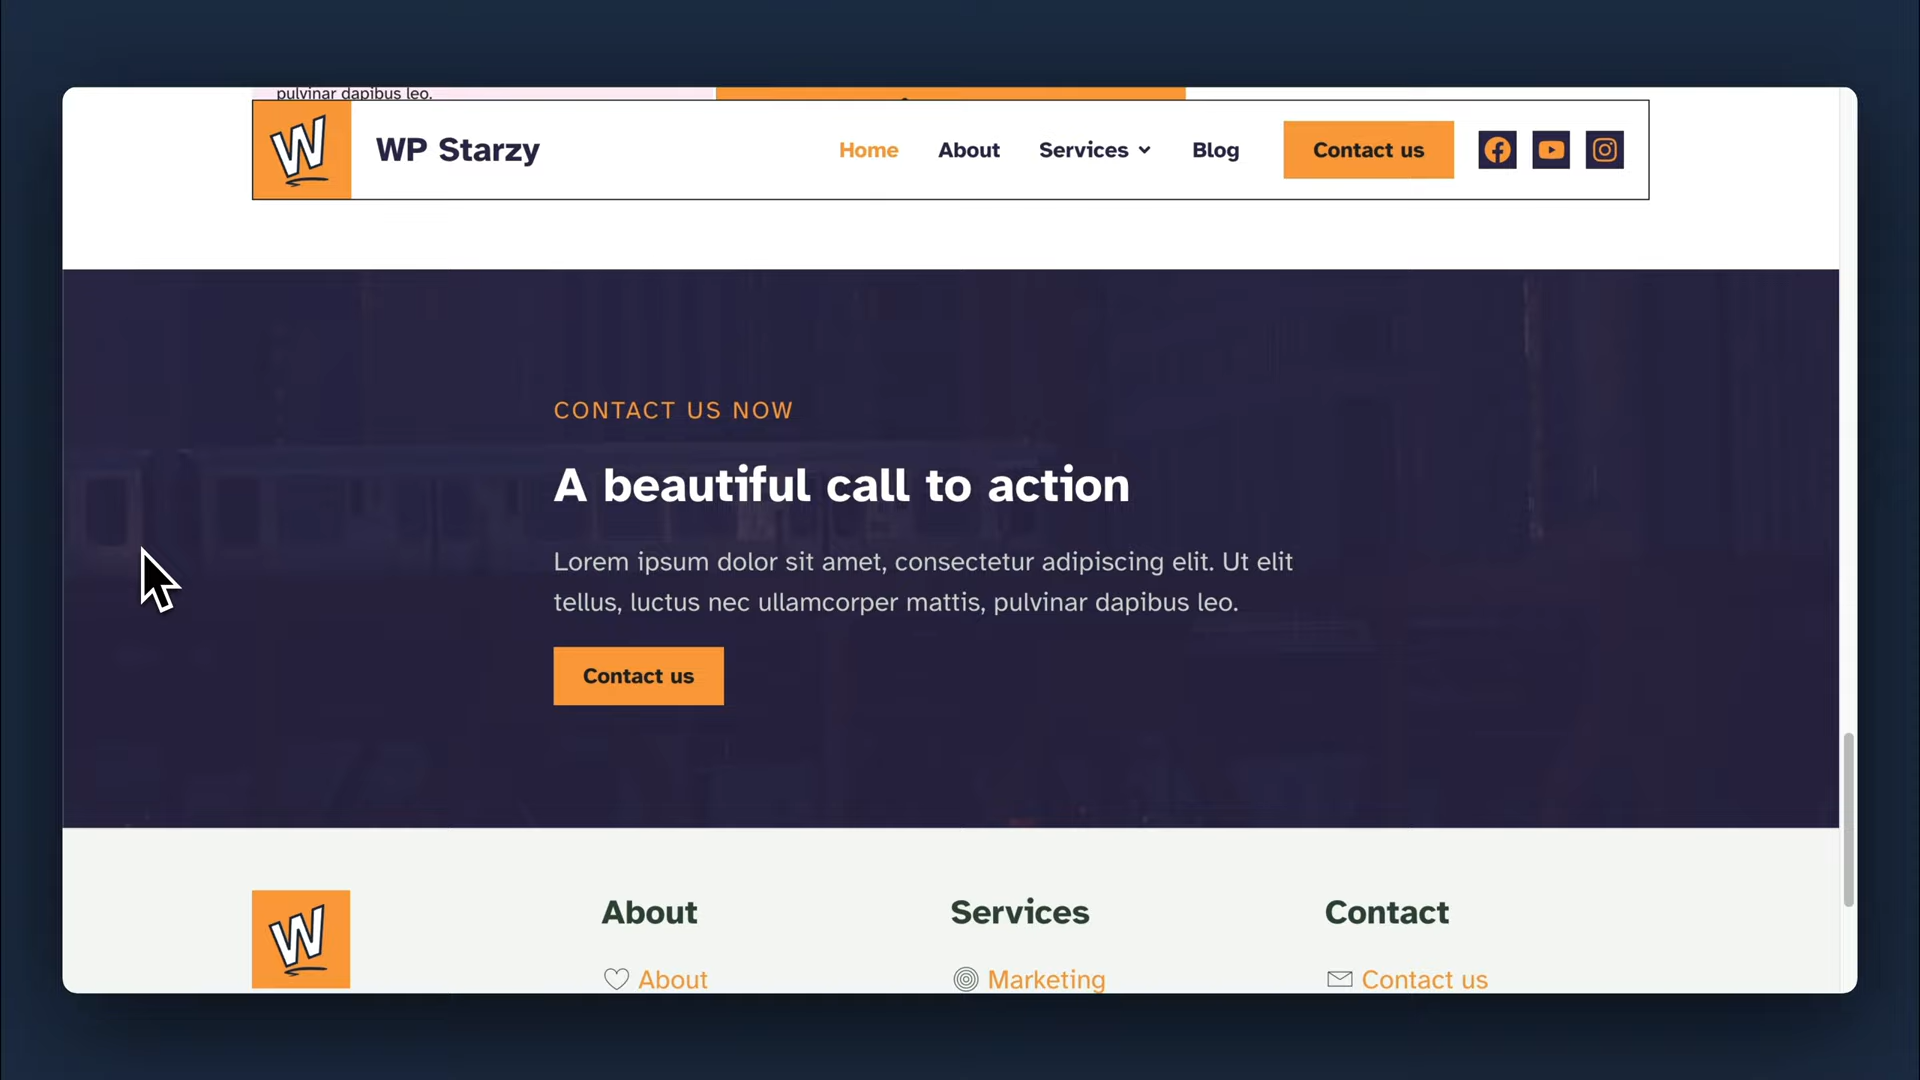 pulvinar dapibus leo.
W
WP Starzy
Home
About
Services
Blog
Contact us
CONTACT US NOW
A beautiful call to action
Lorem ipsum dolor sit amet, consectetur adipiscing elit. Ut elit
tellus, luctus nec ullamcorper mattis, pulvinar dapibus leo.
Contact us
W
About
Services
Contact
About
Marketing
Contact us